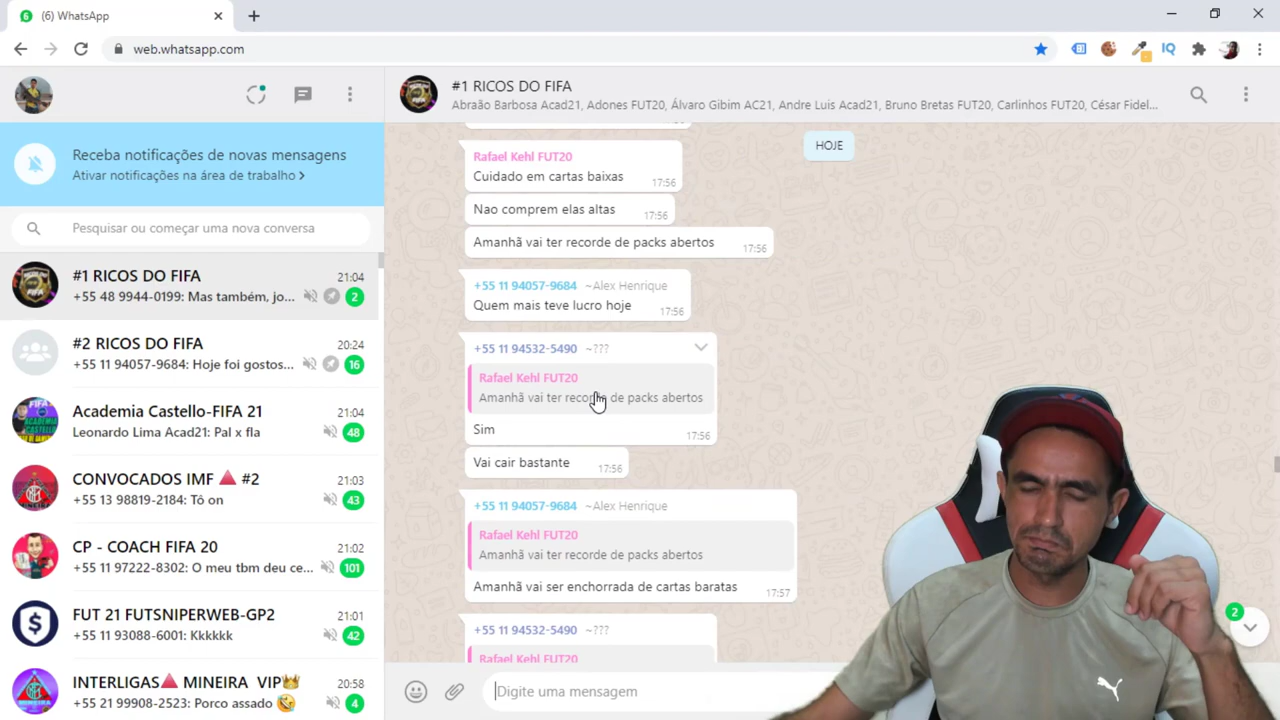 6
(6) WhatsApp
web.whatsapp.com
IQ
Receba notificações de novas mensagens
Ativar notificações na área de trabalho
Pesquisar ou começar uma nova conversa
#1 RICOS DO FIFA
21:04
+55 48 9944-0199: Mas também, jo...
2
#2 RICOS DO FIFA
20:24
+55 11 94057-9684: Hoje foi gostos...
16
Academia Castello-FIFA 21
21:04
Leonardo Lima Acad21: Pal x fla
48
CONVOCADOS IMF 🔺 #2
21:03
+55 13 98819-2184: Tô on
43
CP - COACH FIFA 20
21:02
+55 11 97222-8302: O meu tbm deu ce...
101
FUT 21 FUTSNIPERWEB-GP2
21:01
+55 11 93088-6001: Kkkkkk
42
INTERLIGAS🔺 MINEIRA VIP👑
20:58
+55 21 99908-2523: Porco assado 🤣
4
#1 RICOS DO FIFA
Abraão Barbosa Acad21, Adones FUT20, Álvaro Gibim AC21, Andre Luis Acad21, Bruno Bretas FUT20, Carlinhos FUT20, César Fidel...
HOJE
Rafael Kehl FUT20
Cuidado em cartas baixas
17:56
Nao comprem elas altas
17:56
Amanhã vai ter recorde de packs abertos
17:56
+55 11 94057-9684 ~Alex Henrique
Quem mais teve lucro hoje
17:56
+55 11 94532-5490 ~???
Rafael Kehl FUT20
Amanhã vai ter recorde de packs abertos
Sim
17:56
Vai cair bastante
17:56
+55 11 94057-9684 ~Alex Henrique
Rafael Kehl FUT20
Amanhã vai ter recorde de packs abertos
Amanhã vai ser enchorrada de cartas baratas
17:57
+55 11 94532-5490 ~???
Rafael Kehl FUT20
2
Digite uma mensagem